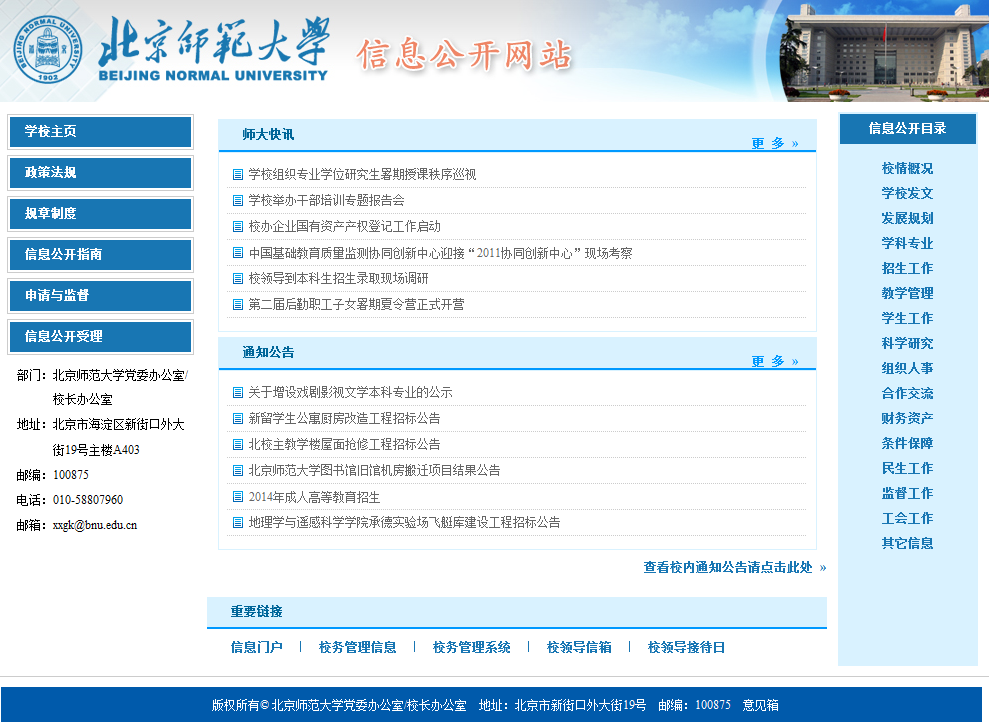 北京师范大学
BEIJING NORMAL UNIVERSITY
BEIJING NORMAL UNIVERSITY
1902
信息公开网站
学校主页
政策法规
规章制度
信息公开指南
申请与监督
信息公开受理
部门：北京师范大学党委办公室/
校长办公室
地址：北京市海淀区新街口外大
街19号主楼A403
邮编：100875
电话：010-58807960
邮箱：xxgk@bnu.edu.cn
师大快讯
更 多 »
学校组织专业学位研究生暑期授课秩序巡视
学校举办干部培训专题报告会
校办企业国有资产产权登记工作启动
中国基础教育质量监测协同创新中心迎接“2011协同创新中心”现场考察
校领导到本科生招生录取现场调研
第二届后勤职工子女暑期夏令营正式开营
通知公告
更 多 »
关于增设戏剧影视文学本科专业的公示
新留学生公寓厨房改造工程招标公告
北校主教学楼屋面抢修工程招标公告
北京师范大学图书馆旧馆机房搬迁项目结果公告
2014年成人高等教育招生
地理学与遥感科学学院承德实验场飞艇库建设工程招标公告
查看校内通知公告请点击此处 »
重要链接
信息门户 | 校务管理信息 | 校务管理系统 | 校领导信箱 | 校领导接待日
信息公开目录
校情概况
学校发文
发展规划
学科专业
招生工作
教学管理
学生工作
科学研究
组织人事
合作交流
财务资产
条件保障
民生工作
监督工作
工会工作
其它信息
版权所有© 北京师范大学党委办公室/校长办公室 地址：北京市新街口外大街19号 邮编：100875 意见箱